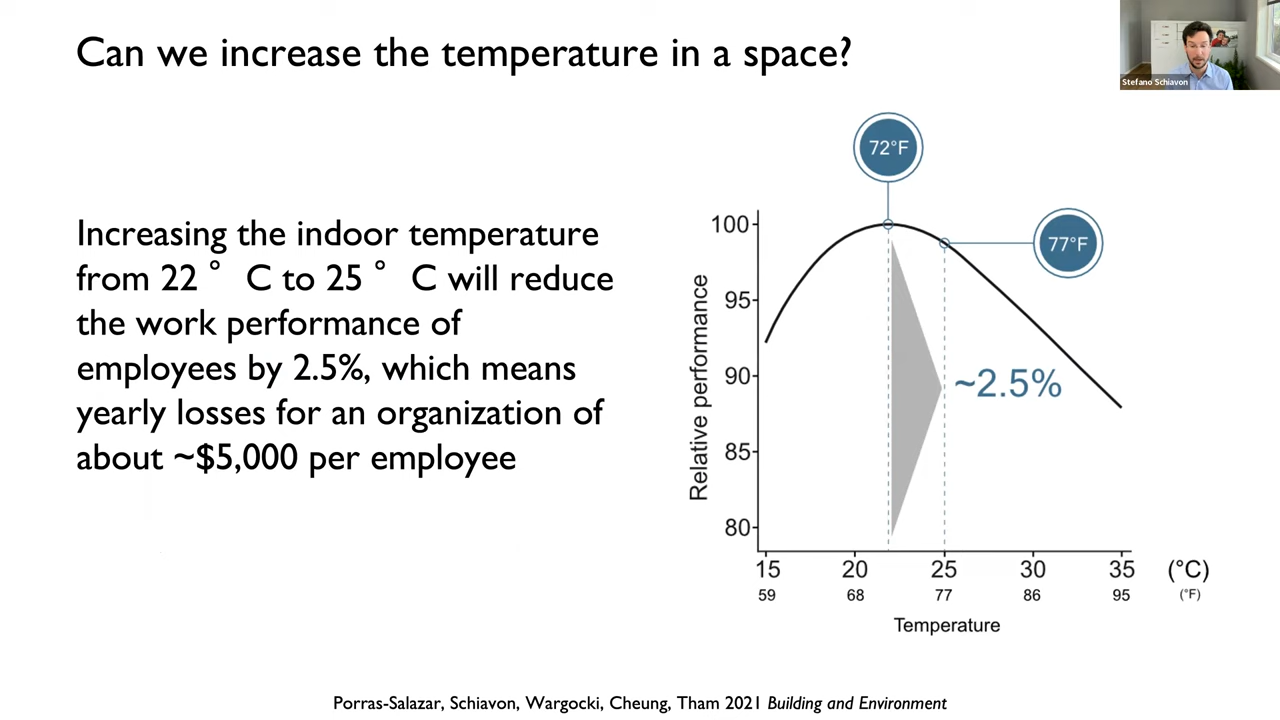 Can we increase the temperature in a space?
Stefano Schiavon
Increasing the indoor temperature
from 22 ° C to 25 ° C will reduce
the work performance of
employees by 2.5%, which means
yearly losses for an organization of
about ~$5,000 per employee
72°F
77°F
Relative performance
100
95
90
85
80
~2.5%
15 20 25 30 35 (°C)
59 68 77 86 95 (°F)
Temperature
Porras-Salazar, Schiavon, Wargocki, Cheung, Tham 2021 Building and Environment